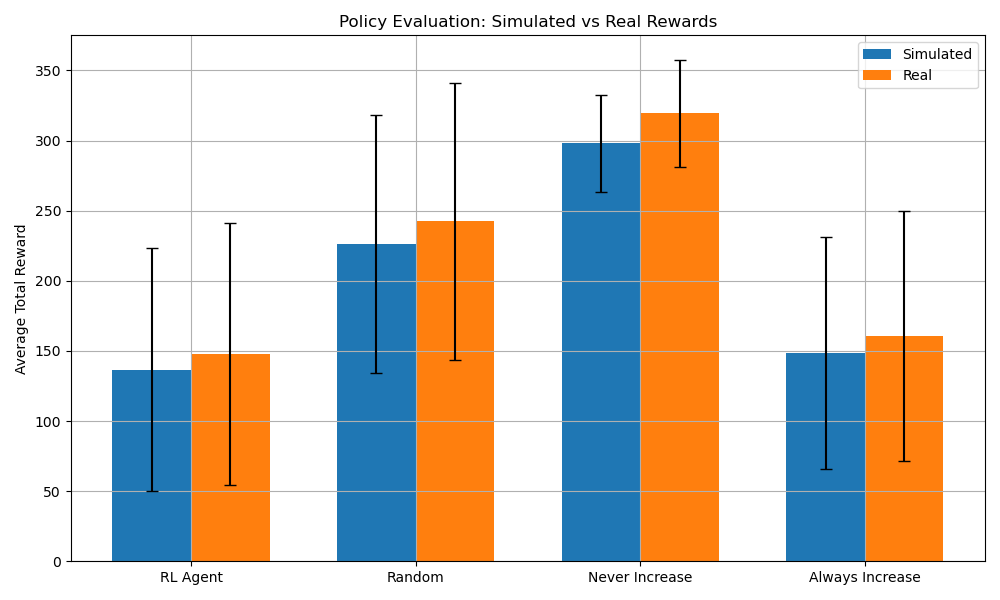 Policy Evaluation: Simulated vs Real Rewards
Simulated
Real
Average Total Reward
350
300
250
200
150
100
50
0
RL Agent
Random
Never Increase
Always Increase